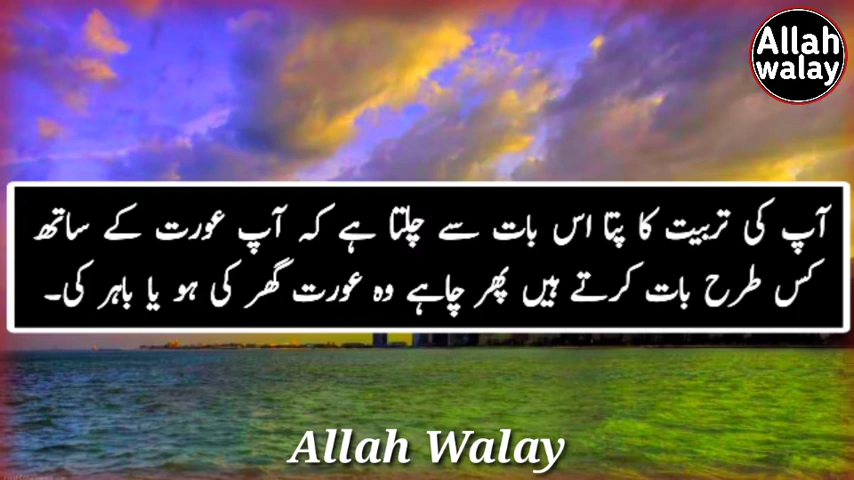 Allah
walay
آپ کی تربیت کا پتا اس بات سے چلتا ہے کہ آپ عورت کے ساتھ
کس طرح بات کرتے ہیں پھر چاہے وہ عورت گھر کی ہو یا باہر کی۔
Allah Walay